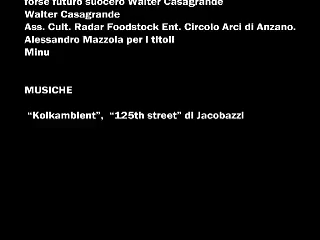 forse futuro suocero Walter Casagrande
Walter Casagrande
Ass. Cult. Radar Foodstock Ent. Circolo Arci di Anzano.
Alessandro Mazzola per i titoli
Minu
MUSICHE
“Kolkambient”, “125th street” di Jacobazzi